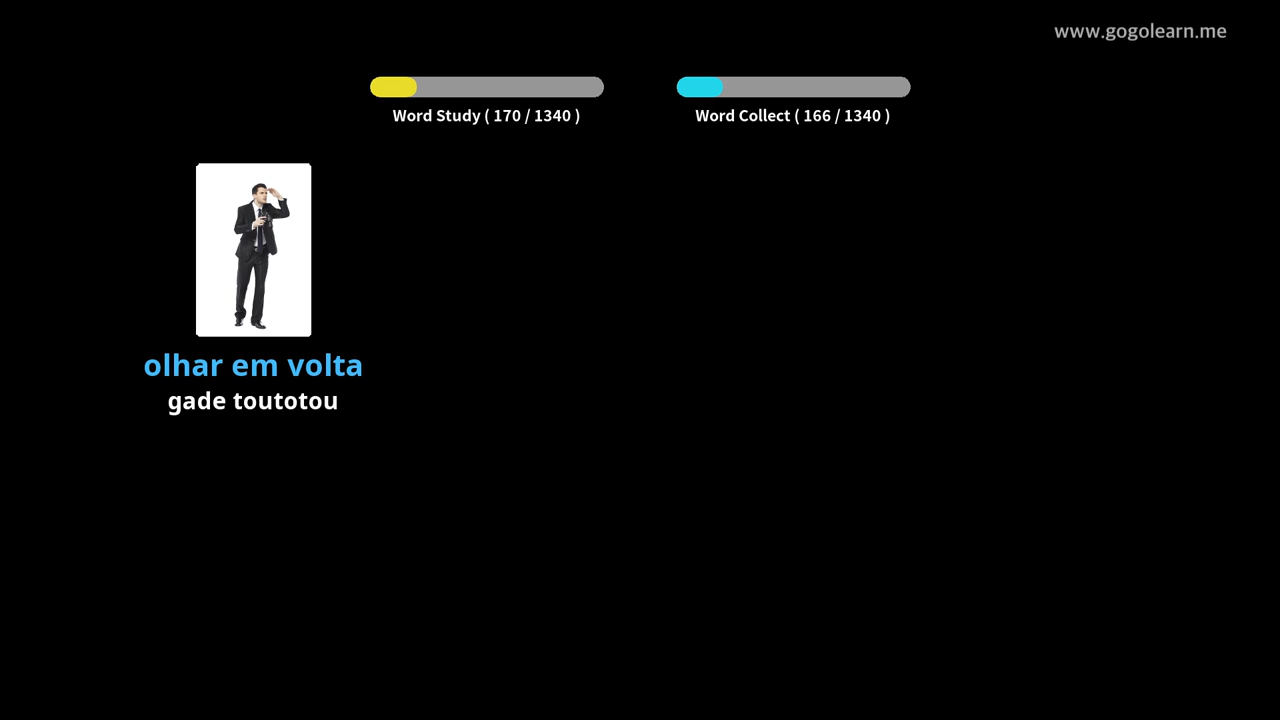 www.gogolearn.me
Word Study ( 170 / 1340 )
Word Collect ( 166 / 1340 )
olhar em volta
gade toutotou